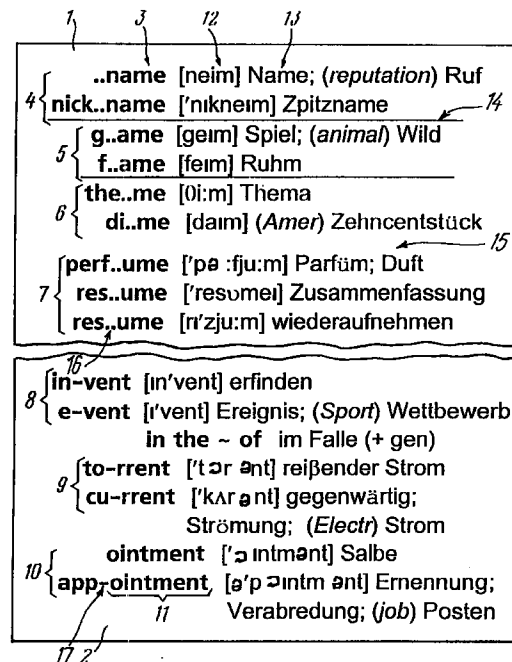 1 3 12 13
..name [neim] Name; (reputation) Ruf
4 nick..name ['nıkneım] Zpitzname 14
g..ame [geım] Spiel; (animal) Wild
5 f..ame [feım] Ruhm
the..me [0i:m] Thema
6 di..me [daım] (Amer) Zehncentstück
15
perf..ume ['pə :fju:m] Parfüm; Duft
7 res..ume ['resʋmeı] Zusammenfassung
res..ume [rı'zju:m] wiederaufnehmen
16
in-vent [ın'vent] erfinden
8 e-vent [ı'vent] Ereignis; (Sport) Wettbewerb
in the ~ of im Falle (+ gen)
9 to-rrent ['tɔr ənt] reißender Strom
cu-rrent ['kʌr ənt] gegenwärtig;
Strömung; (Electr) Strom
ointment ['ɔ ıntmənt] Salbe
10 app-ointment [ə'p ɔıntm ənt] Ernennung;
11 Verabredung; (job) Posten
17 2